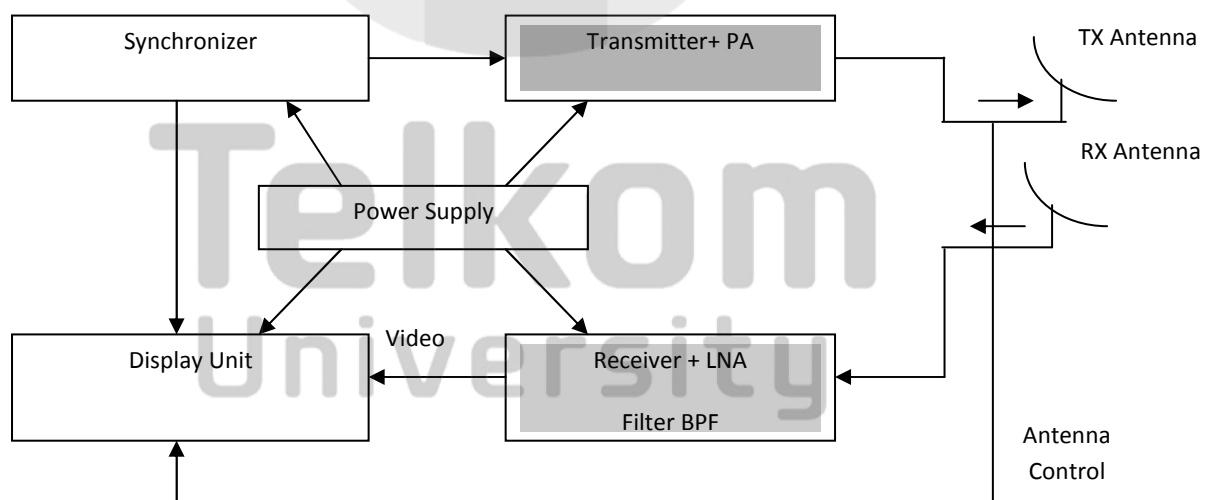 Synchronizer
Transmitter+ PA
TX Antenna
RX Antenna
Power Supply
Telkom
University
Video
Display Unit
Receiver + LNA
Filter BPF
Antenna
Control